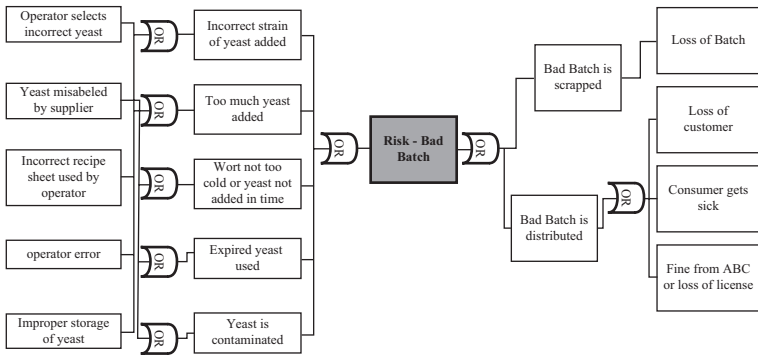 Operator selects
incorrect yeast
OR
Incorrect strain
of yeast added
Yeast misabeled
by supplier
OR
Too much yeast
added
Incorrect recipe
sheet used by
operator
OR
Wort not too
cold or yeast not
added in time
operator error
OR
Expired yeast
used
Improper storage
of yeast
OR
Yeast is
contaminated
OR
Risk - Bad
Batch
OR
Bad Batch is
scrapped
Loss of Batch
Bad Batch is
distributed
OR
Loss of
customer
Consumer gets
sick
Fine from ABC
or loss of license